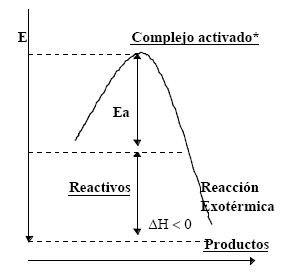 Complejo activado*
E
Ea
Reactivos
Reacción
Exotérmica
ΔH < 0
Productos